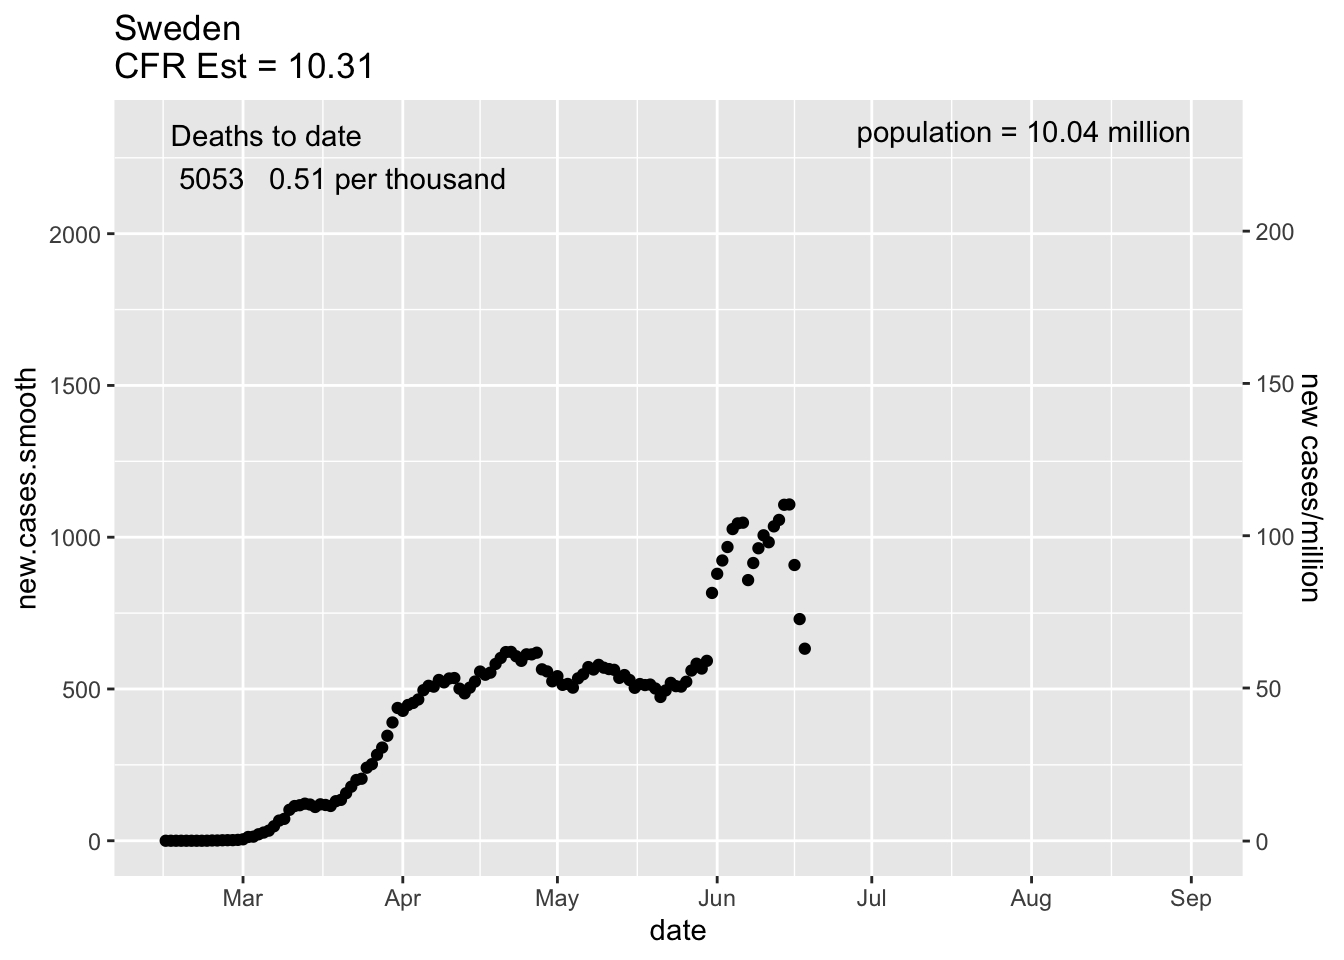 Sweden
CFR Est = 10.31
Deaths to date
5053   0.51 per thousand
population = 10.04 million
new.cases.smooth
2000
1500
1000
500
0
200
150
100
50
0
new cases/million
Mar Apr May Jun Jul Aug Sep
date